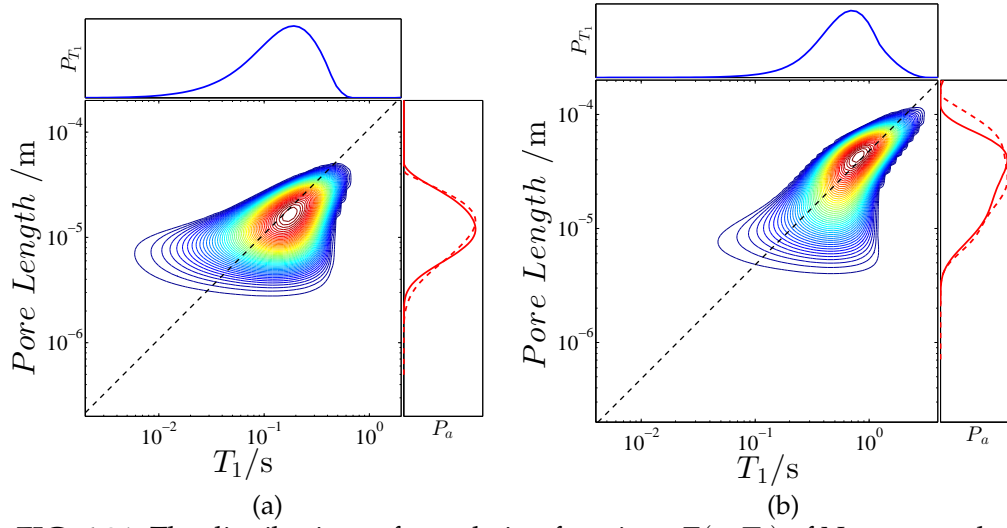 P_{T_1}
10^{-4}
10^{-5}
10^{-6}
Pore Length /m
10^{-2}
10^{-1}
10^{0}
P_a
T_1/s
(a)
P_{T_1}
10^{-4}
10^{-5}
10^{-6}
Pore Length /m
10^{-2}
10^{-1}
10^{0}
P_a
T_1/s
(b)